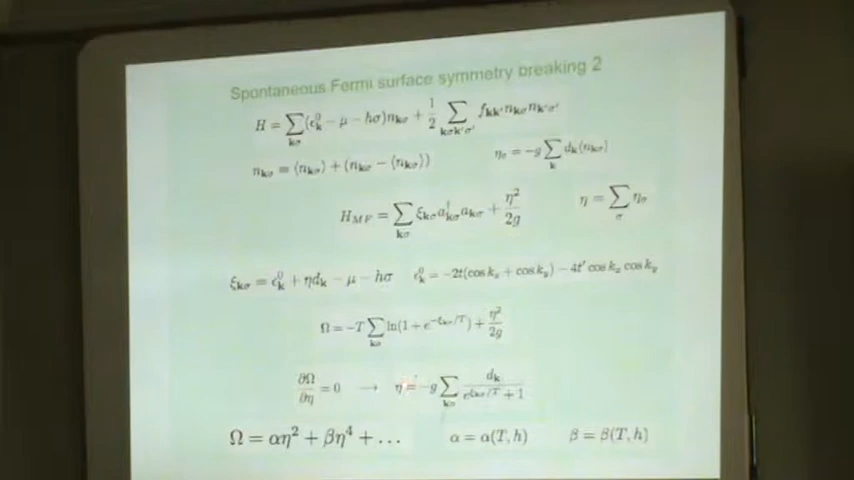 Spontaneous Fermi surface symmetry breaking 2
H = ∑_{kσ} (ϵ_k^0 − μ − hσ)n_{kσ} + 1/2 ∑_{kσk′σ′} f_{kk′} n_{kσ} n_{k′σ′}
n_{kσ} = ⟨n_{kσ}⟩ + (n_{kσ} − ⟨n_{kσ}⟩) η_σ = −g ∑_k d_k⟨n_{kσ}⟩
H_{MF} = ∑_{kσ} ξ_{kσ} a†_{kσ} a_{kσ} + η²/2g η = ∑_σ η_σ
ξ_{kσ} = ϵ_k^0 + ηd_k − μ − hσ ϵ_k^0 = −2t(cos k_x + cos k_y) − 4t′ cos k_x cos k_y
Ω = −T ∑_{kσ} ln(1 + e^{−ξ_{kσ}/T}) + η²/2g
∂Ω/∂η = 0 → η = −g ∑_{kσ} d_k/(e^{ξ_{kσ}/T} + 1)
Ω = αη² + βη⁴ + … α = α(T, h) β = β(T, h)